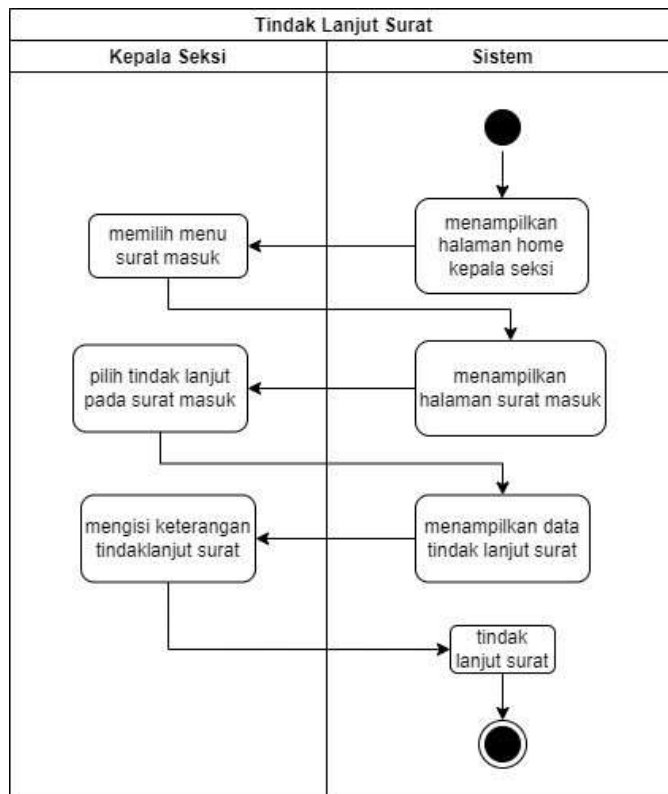 Tindak Lanjut Surat
Kepala Seksi
Sistem
menampilkan
halaman home
kepala seksi
memilih menu
surat masuk
menampilkan
halaman surat masuk
pilih tindak lanjut
pada surat masuk
menampilkan data
tindak lanjut surat
mengisi keterangan
tindaklanjut surat
tindak
lanjut surat